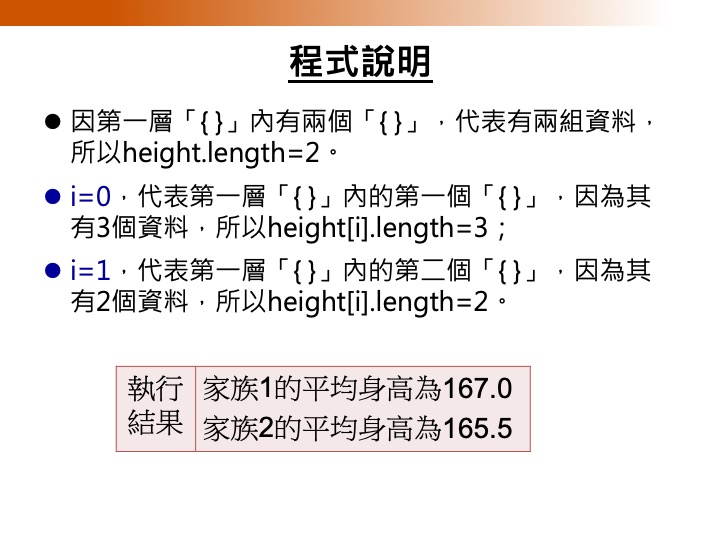 程式說明
● 因第一層「{ }」內有兩個「{ }」，代表有兩組資料，
所以height.length=2。
● i=0，代表第一層「{ }」內的第一個「{ }」，因為其
有3個資料，所以height[i].length=3；
● i=1，代表第一層「{ }」內的第二個「{ }」，因為其
有2個資料，所以height[i].length=2。
執行
結果
家族1的平均身高為167.0
家族2的平均身高為165.5